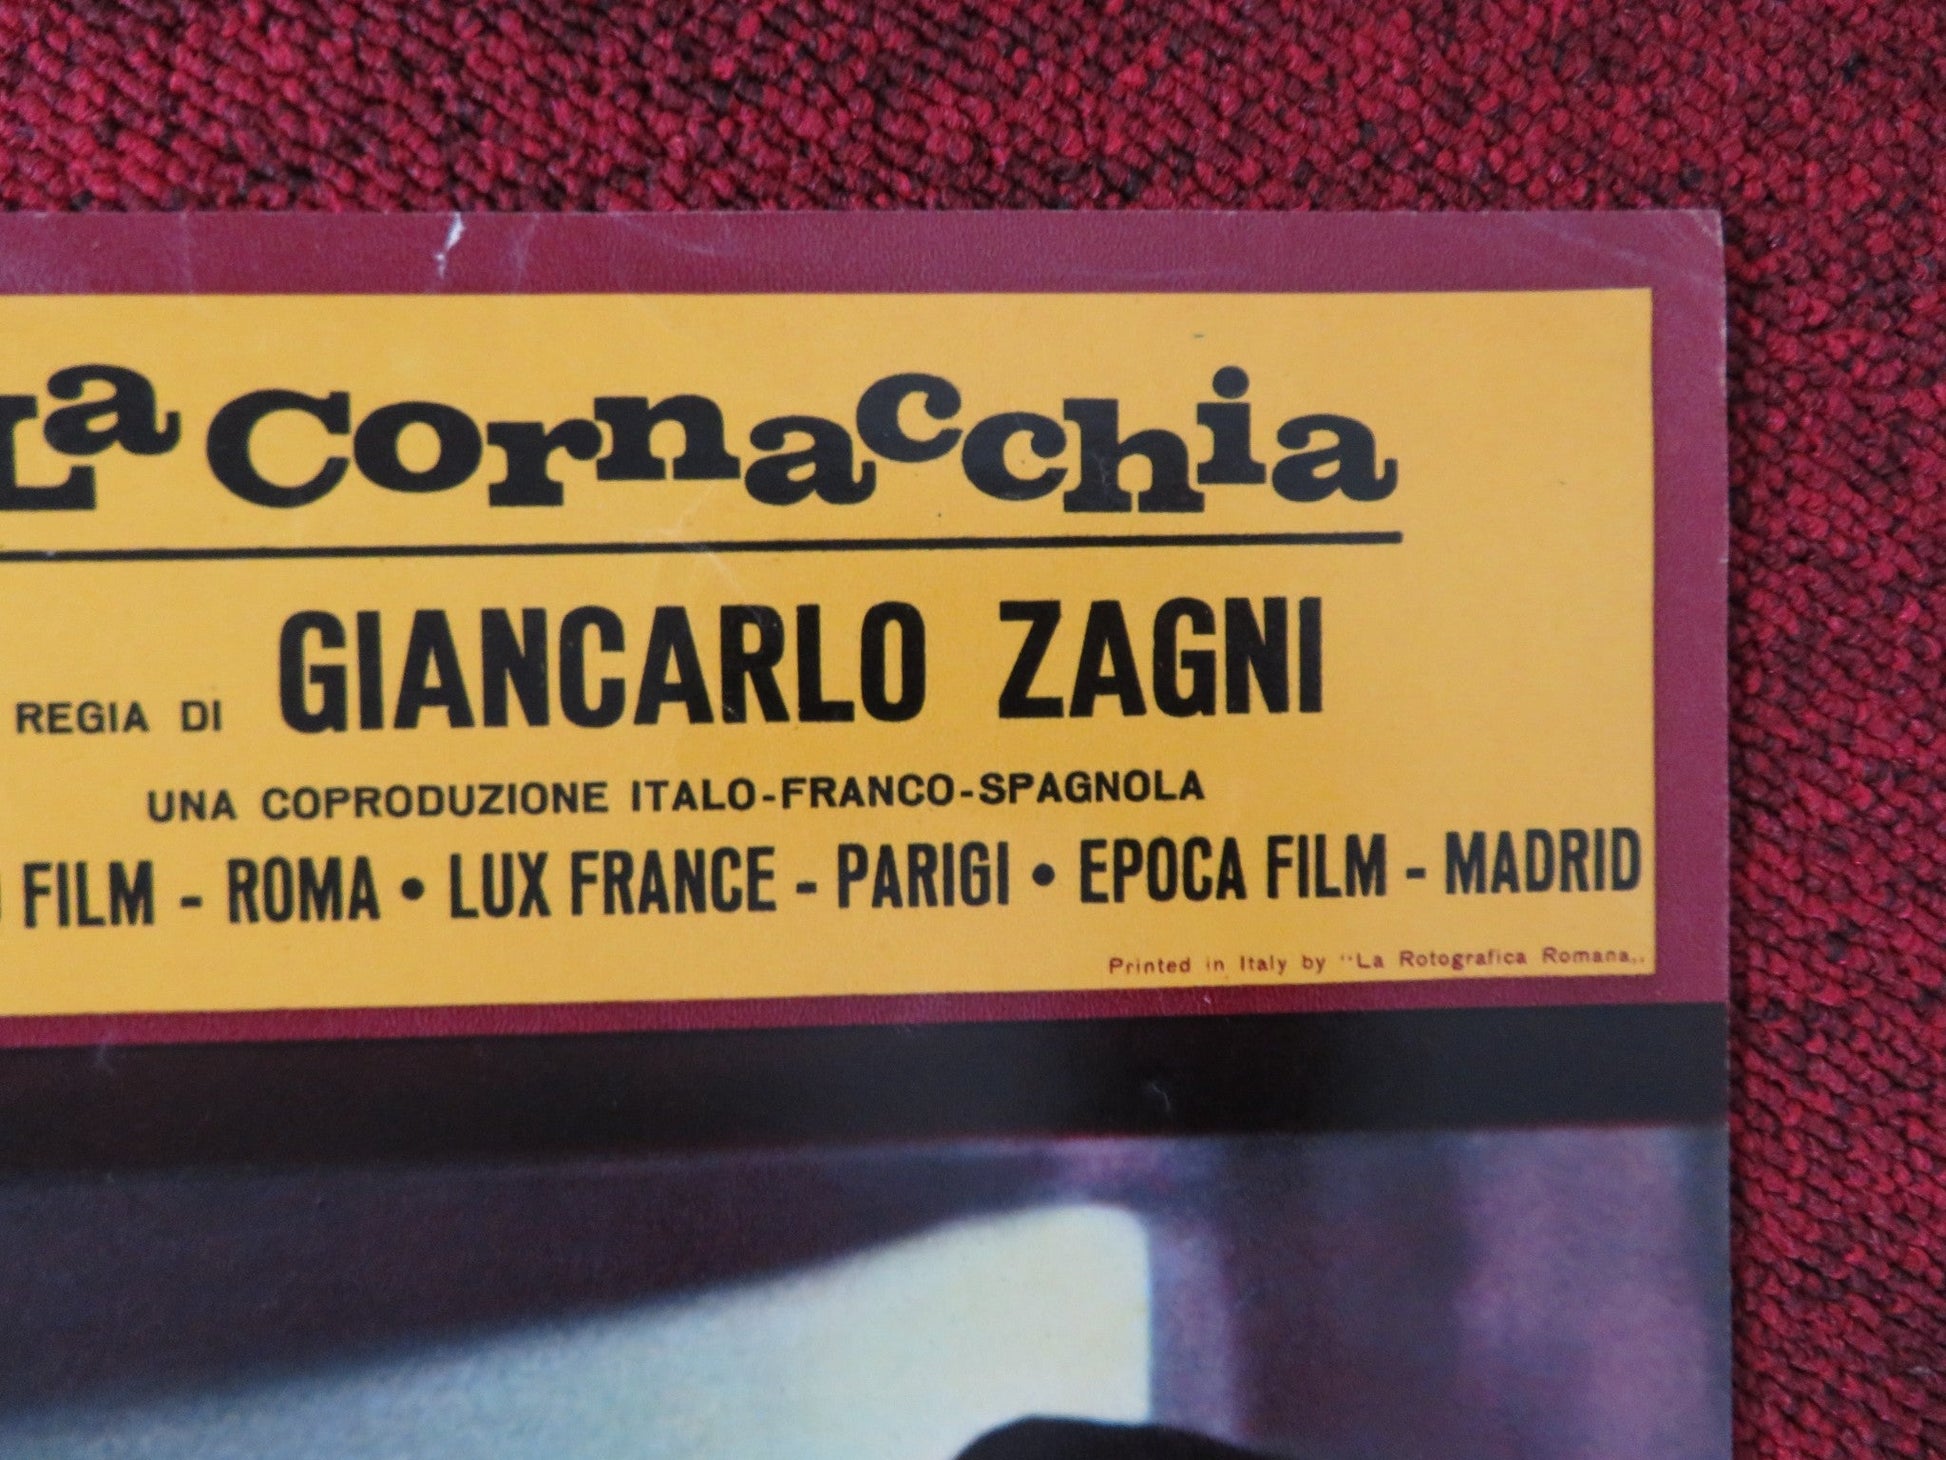 La Cornacchia
REGIA DI GIANCARLO ZAGNI
UNA COPRODUZIONE ITALO-FRANCO-SPAGNOLA
FILM - ROMA • LUX FRANCE - PARIGI • EPOCA FILM - MADRID
Printed in Italy by "La Rotografica Romana„